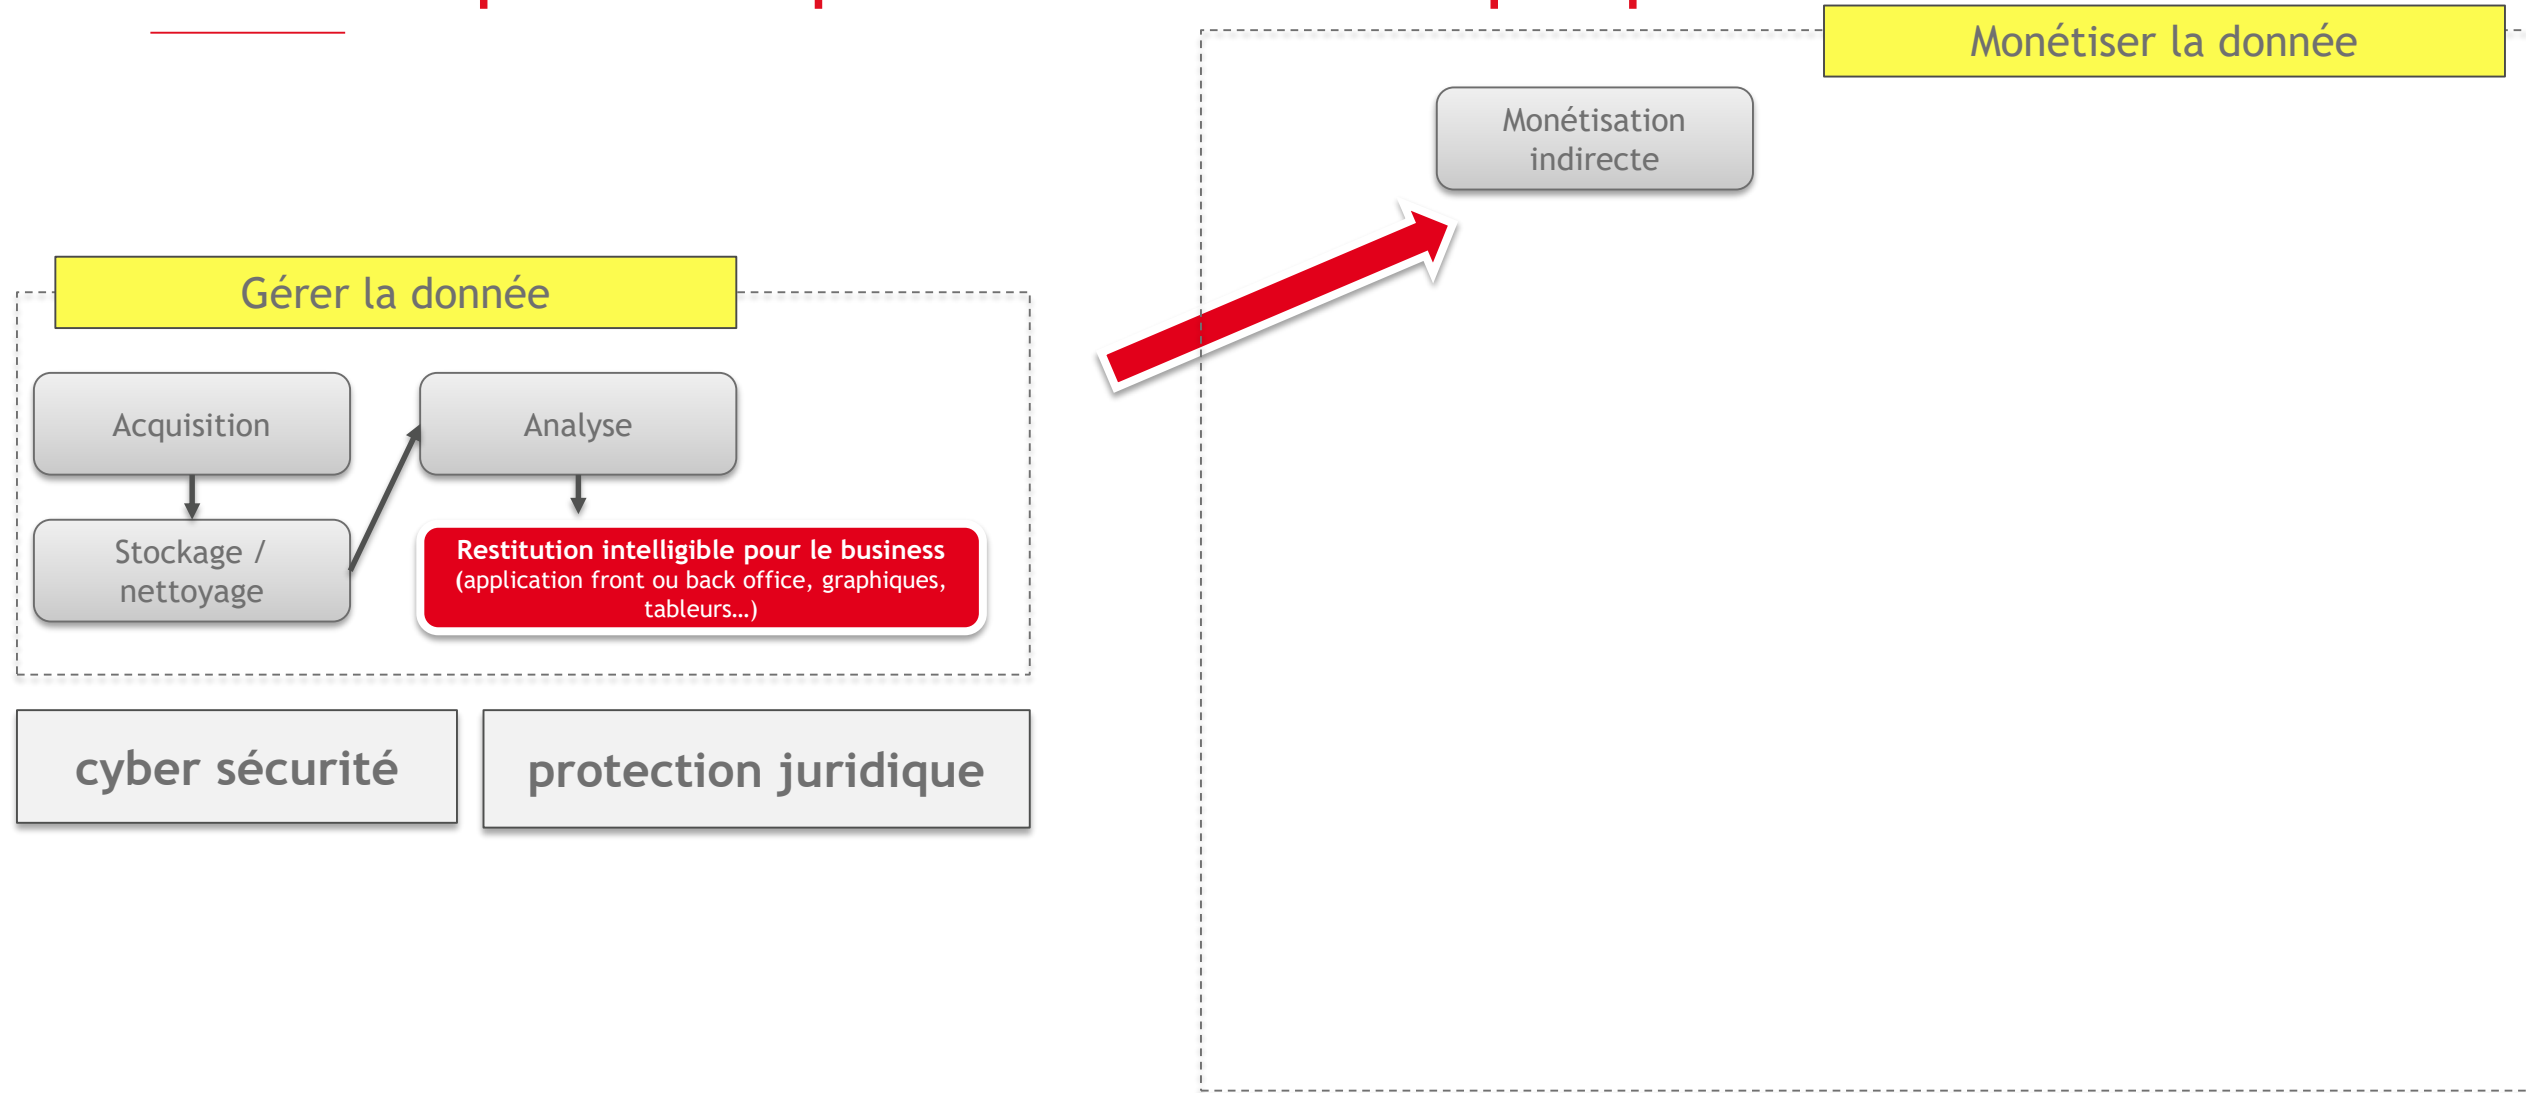 Monétiser la donnée
Monétisation
indirecte
Gérer la donnée
Acquisition
Analyse
Stockage /
nettoyage
Restitution intelligible pour le business
(application front ou back office, graphiques,
tableurs…)
cyber sécurité
protection juridique